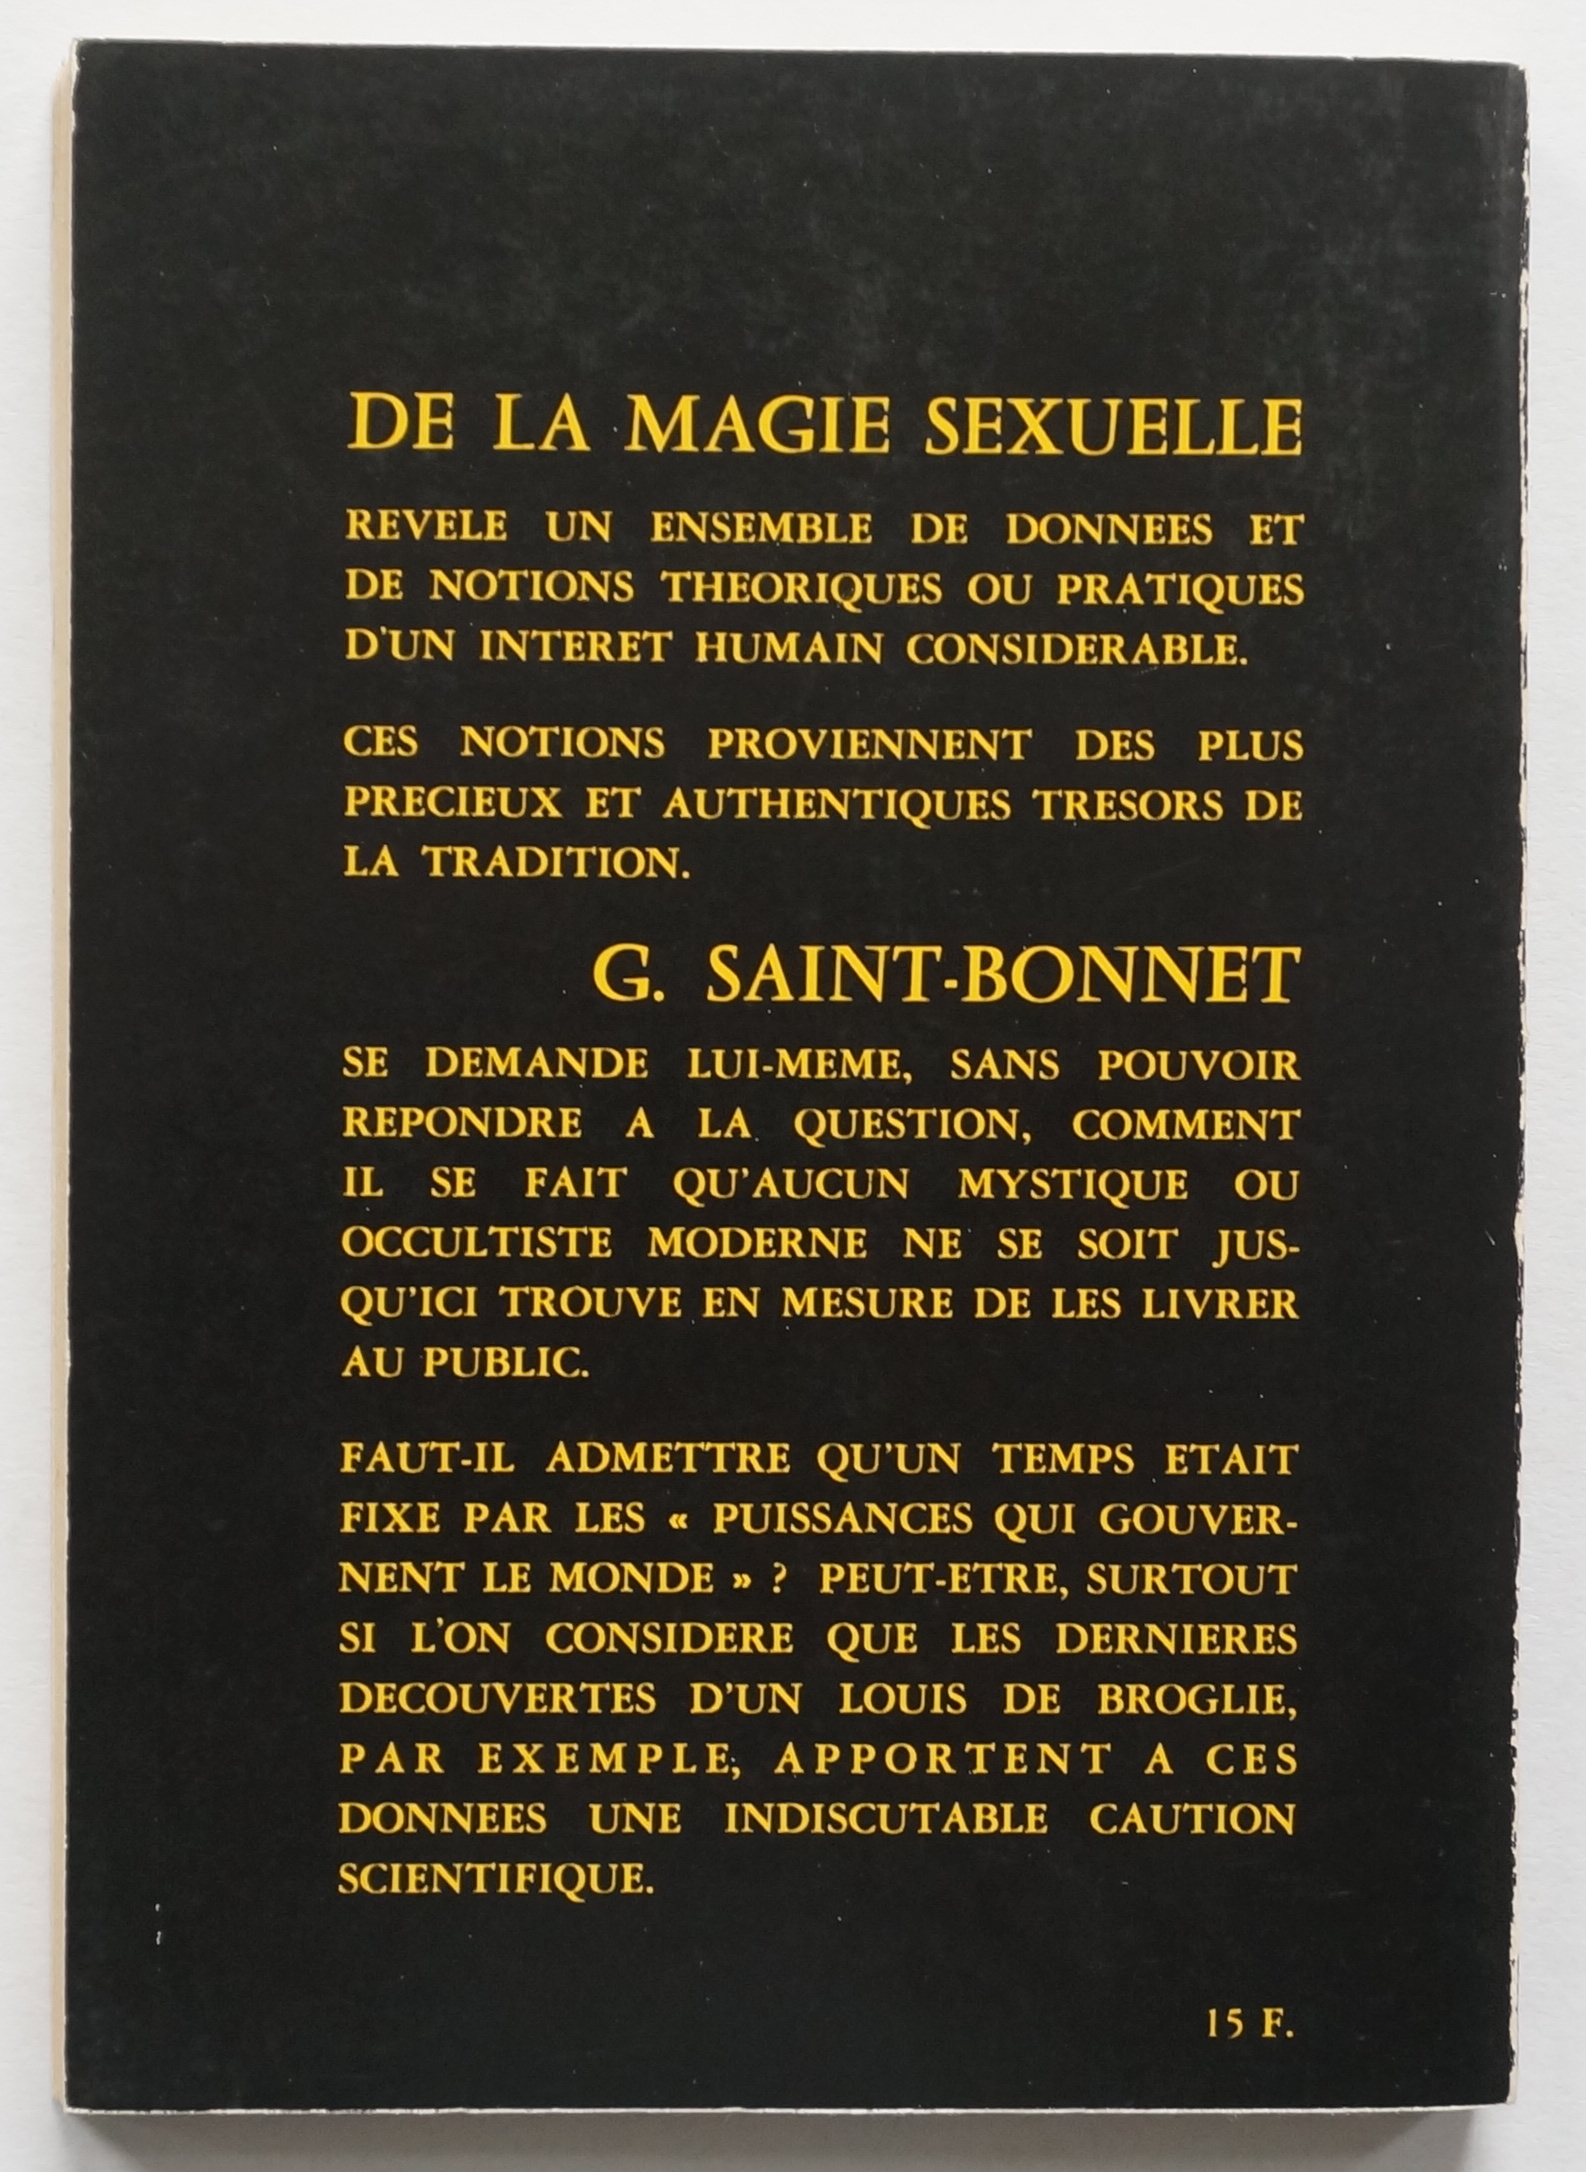 DE LA MAGIE SEXUELLE
REVELE UN ENSEMBLE DE DONNEES ET
DE NOTIONS THEORIQUES OU PRATIQUES
D'UN INTERET HUMAIN CONSIDERABLE.
CES NOTIONS PROVIENNENT DES PLUS
PRECIEUX ET AUTHENTIQUES TRESORS DE
LA TRADITION.
G. SAINT-BONNET
SE DEMANDE LUI-MEME, SANS POUVOIR
REPONDRE A LA QUESTION, COMMENT
IL SE FAIT QU'AUCUN MYSTIQUE OU
OCCULTISTE MODERNE NE SE SOIT JUS-
QU'ICI TROUVE EN MESURE DE LES LIVRER
AU PUBLIC.
FAUT-IL ADMETTRE QU'UN TEMPS ETAIT
FIXE PAR LES « PUISSANCES QUI GOUVER-
NENT LE MONDE » ? PEUT-ETRE, SURTOUT
SI L'ON CONSIDERE QUE LES DERNIERES
DECOUVERTES D'UN LOUIS DE BROGLIE,
PAR EXEMPLE, APPORTENT A CES
DONNEES UNE INDISCUTABLE CAUTION
SCIENTIFIQUE.
15 F.